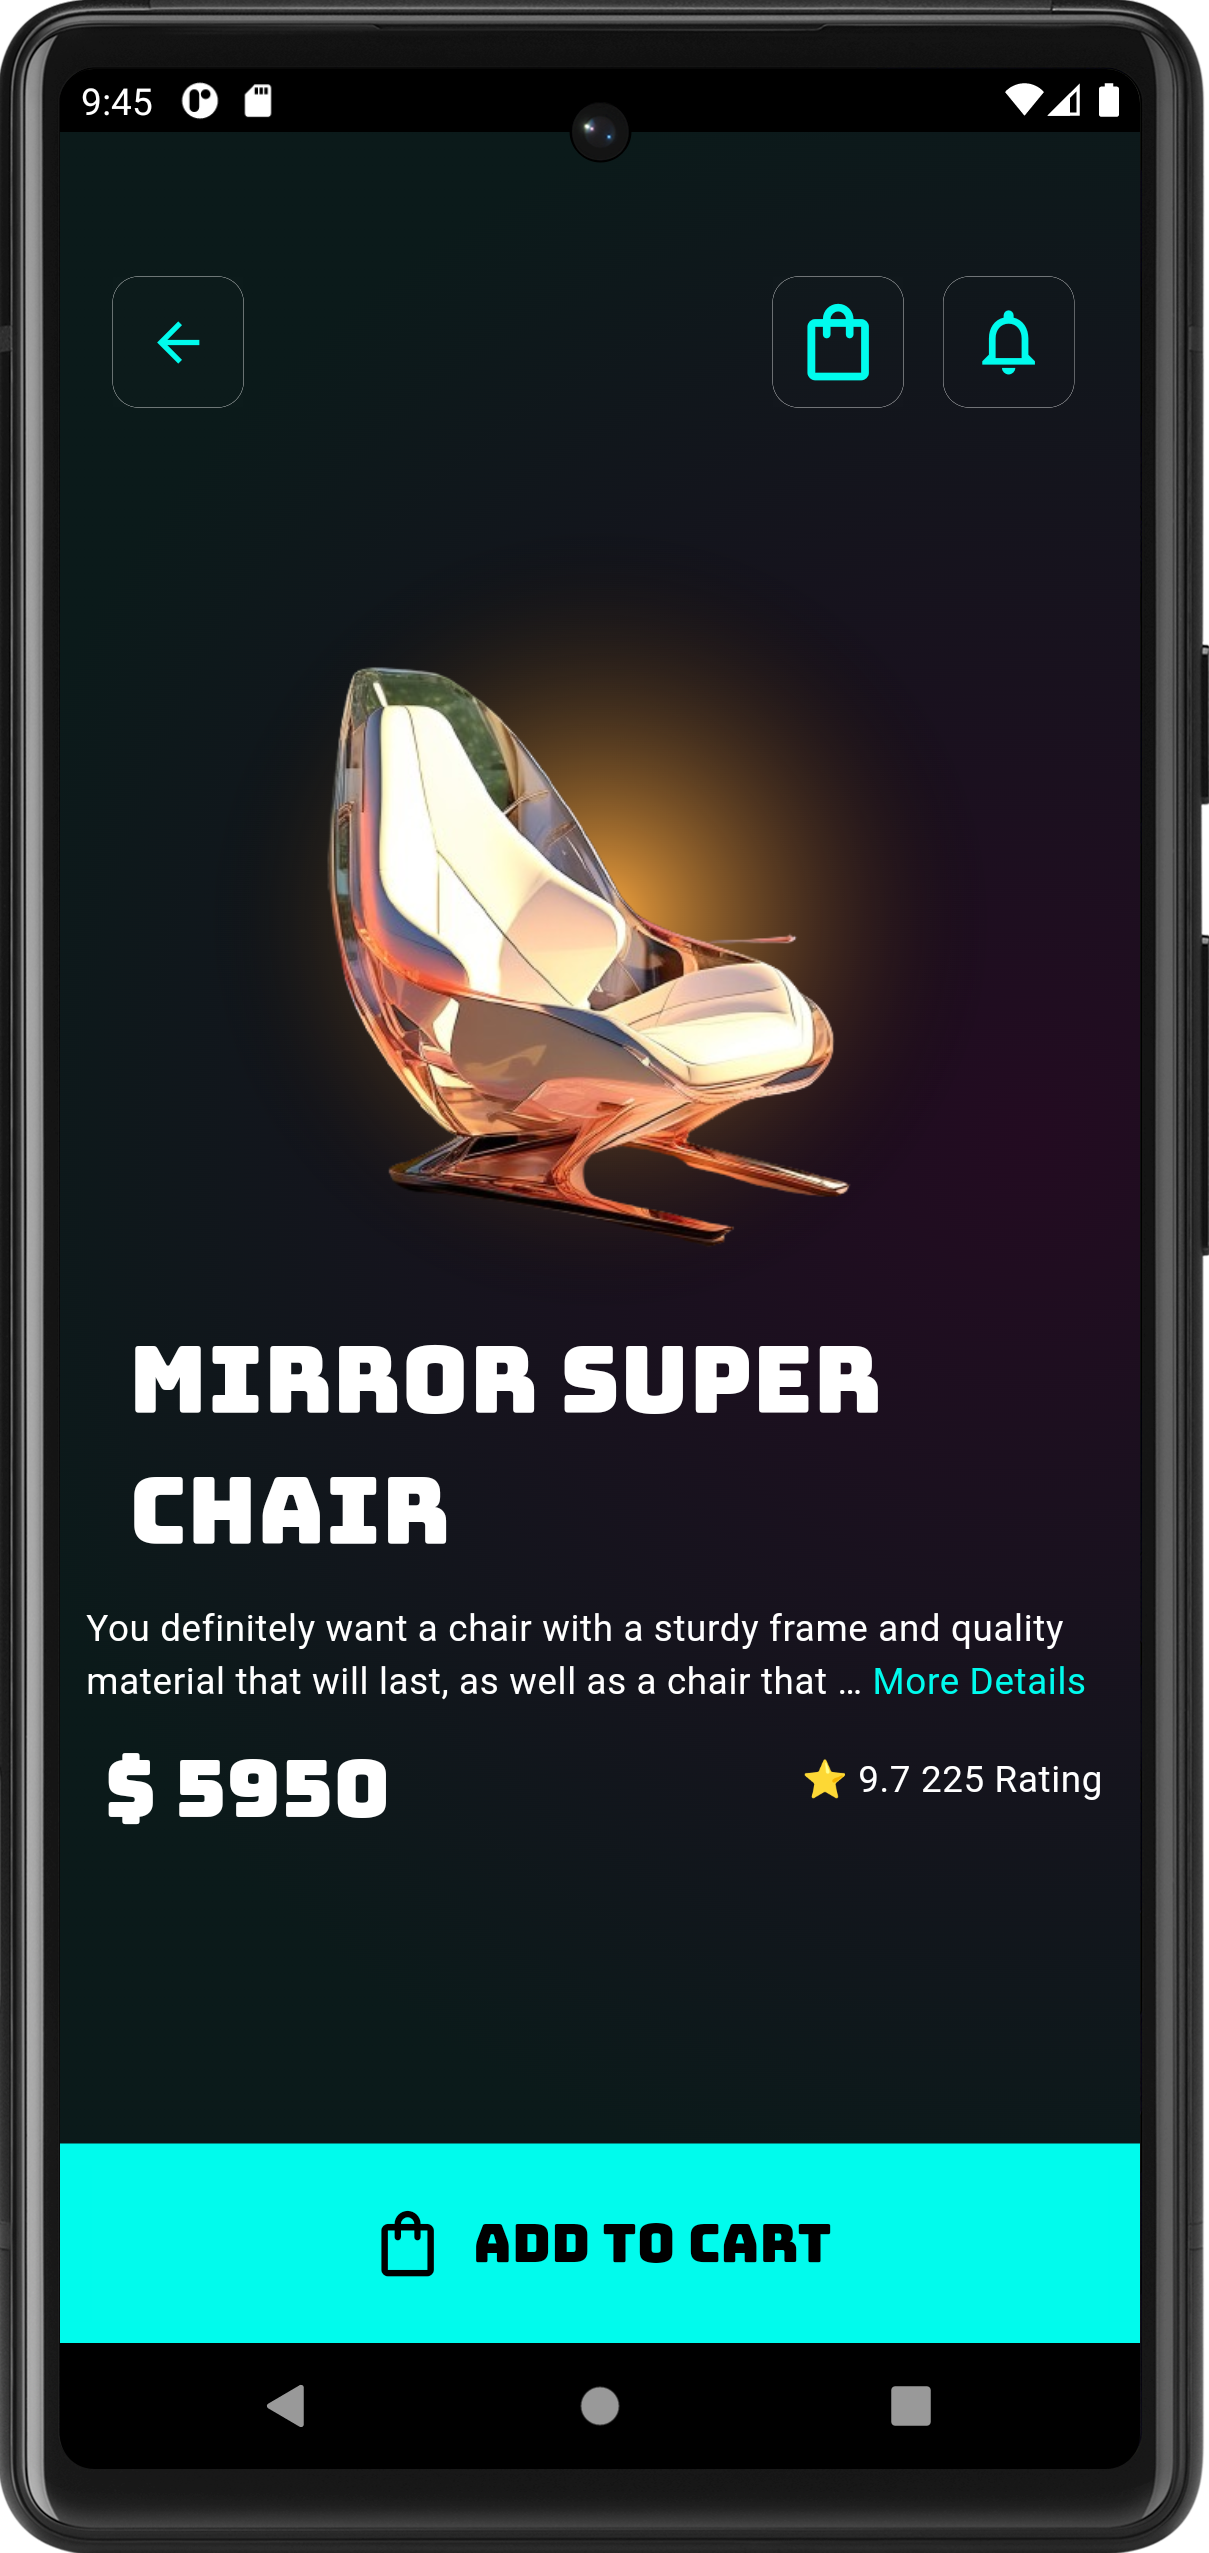 9:45
MIRROR SUPER
CHAIR
You definitely want a chair with a sturdy frame and quality
material that will last, as well as a chair that ... More Details
$ 5950
⭐ 9.7 225 Rating
ADD TO CART